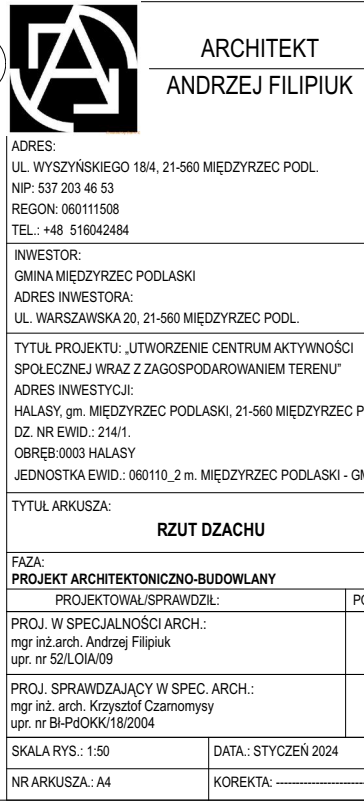 ARCHITEKT
ANDRZEJ FILIPIUK
ADRES:
UL. WYSZYŃSKIEGO 18/4, 21-560 MIĘDZYRZEC PODL.
NIP: 537 203 46 53
REGON: 060111508
TEL.: +48 516042484
INWESTOR:
GMINA MIĘDZYRZEC PODLASKI
ADRES INWESTORA:
UL. WARSZAWSKA 20, 21-560 MIĘDZYRZEC PODL.
TYTUŁ PROJEKTU: „UTWORZENIE CENTRUM AKTYWNOŚCI
SPOŁECZNEJ WRAZ Z ZAGOSPODAROWANIEM TERENU”
ADRES INWESTYCJI:
HALASY, gm. MIĘDZYRZEC PODLASKI, 21-560 MIĘDZYRZEC P
DZ. NR EWID.: 214/1.
OBRĘB:0003 HALASY
JEDNOSTKA EWID.: 060110_2 m. MIĘDZYRZEC PODLASKI - GM
TYTUŁ ARKUSZA:
RZUT DZACHU
FAZA:
PROJEKT ARCHITEKTONICZNO-BUDOWLANY
PROJEKTOWAŁ/SPRAWDZIŁ: PO
PROJ. W SPECJALNOŚCI ARCH.:
mgr inż.arch. Andrzej Filipiuk
upr. nr 52/LOIA/09
PROJ. SPRAWDZAJĄCY W SPEC. ARCH.:
mgr inż. arch. Krzysztof Czarnomysy
upr. nr Bł-PdOKK/18/2004
SKALA RYS.: 1:50 DATA.: STYCZEŃ 2024
NR ARKUSZA.: A4 KOREKTA: -----------------------